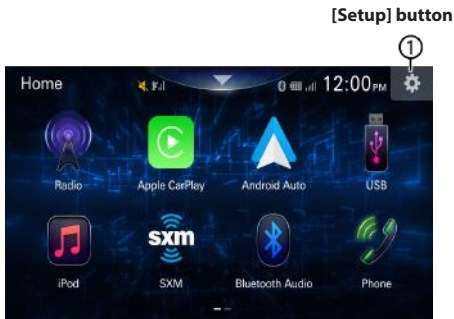 [Setup] button
1
Home
12:00PM
Radio
Apple CarPlay
Android Auto
USB
iPod
sxm
SXM
Bluetooth Audio
Phone